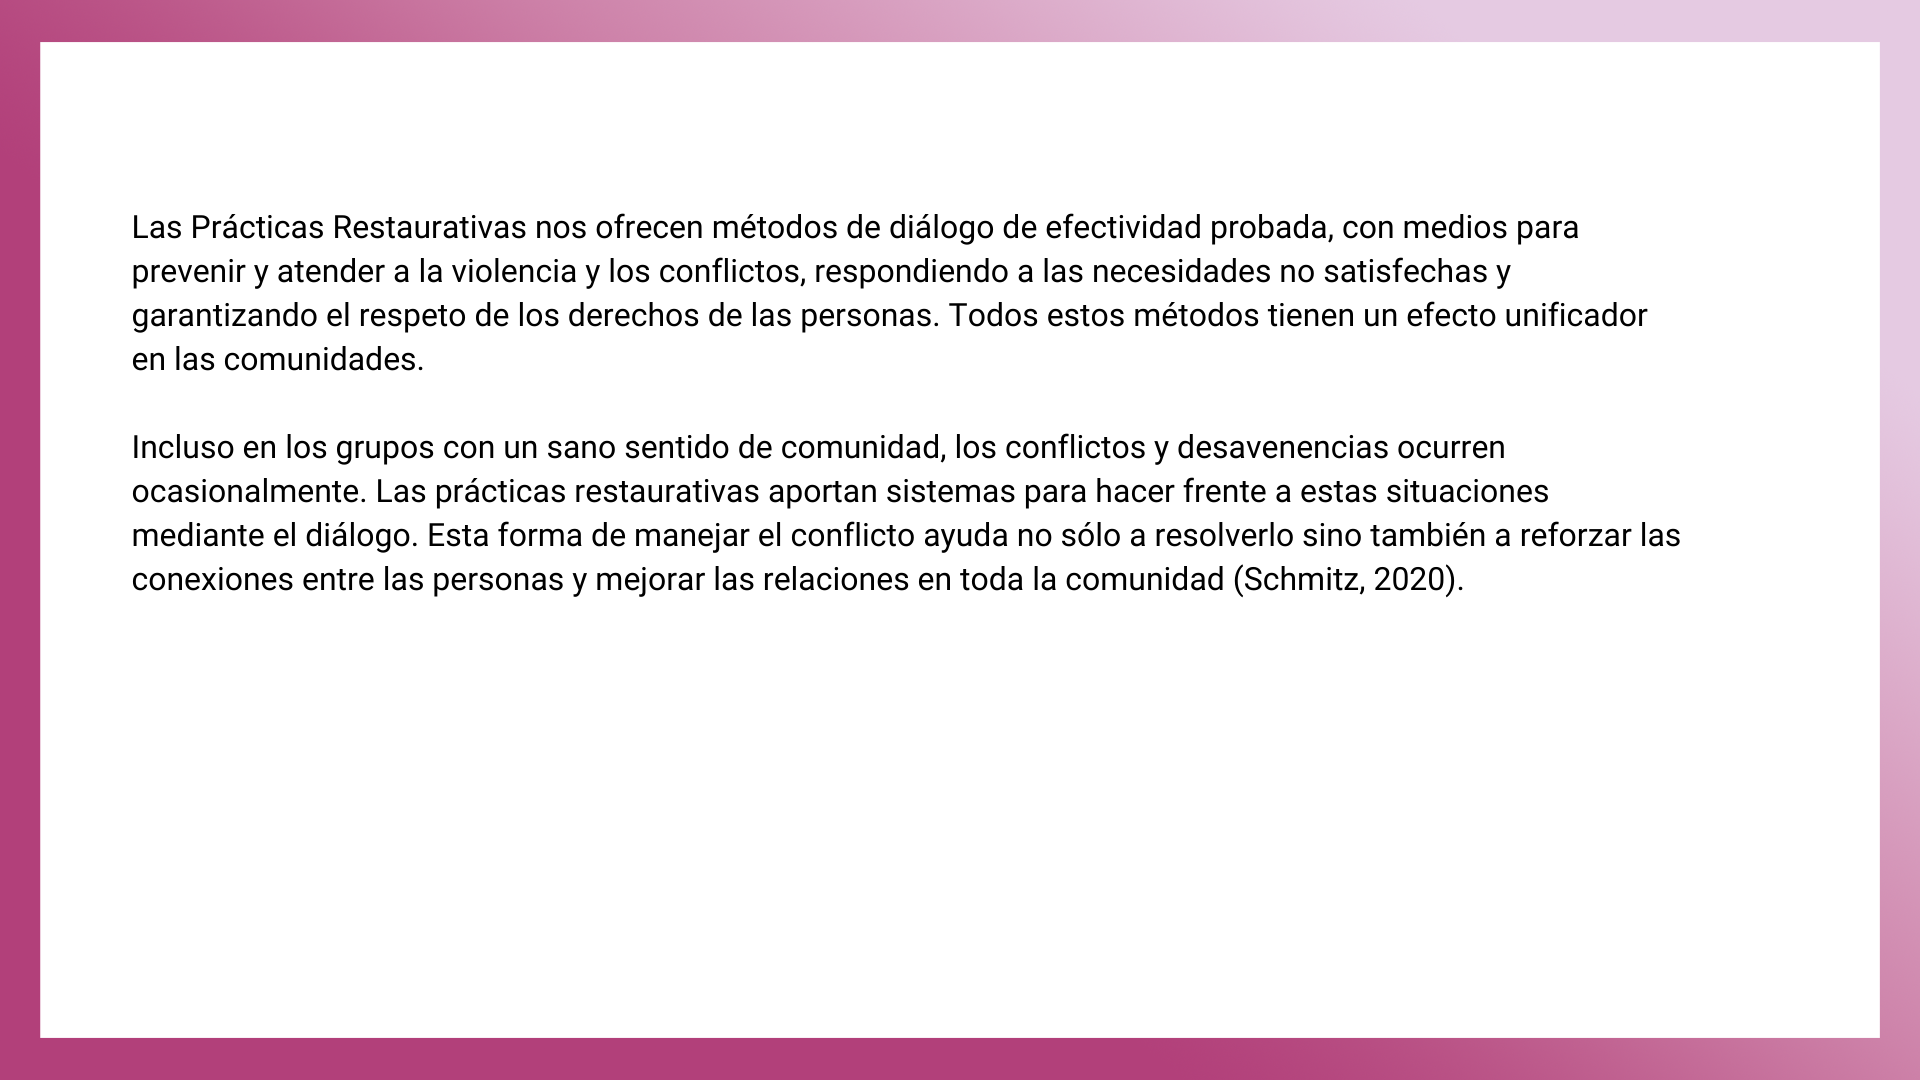 Las Prácticas Restaurativas nos ofrecen métodos de diálogo de efectividad probada, con medios para
prevenir y atender a la violencia y los conflictos, respondiendo a las necesidades no satisfechas y
garantizando el respeto de los derechos de las personas. Todos estos métodos tienen un efecto unificador
en las comunidades.
Incluso en los grupos con un sano sentido de comunidad, los conflictos y desavenencias ocurren
ocasionalmente. Las prácticas restaurativas aportan sistemas para hacer frente a estas situaciones
mediante el diálogo. Esta forma de manejar el conflicto ayuda no sólo a resolverlo sino también a reforzar las
conexiones entre las personas y mejorar las relaciones en toda la comunidad (Schmitz, 2020).